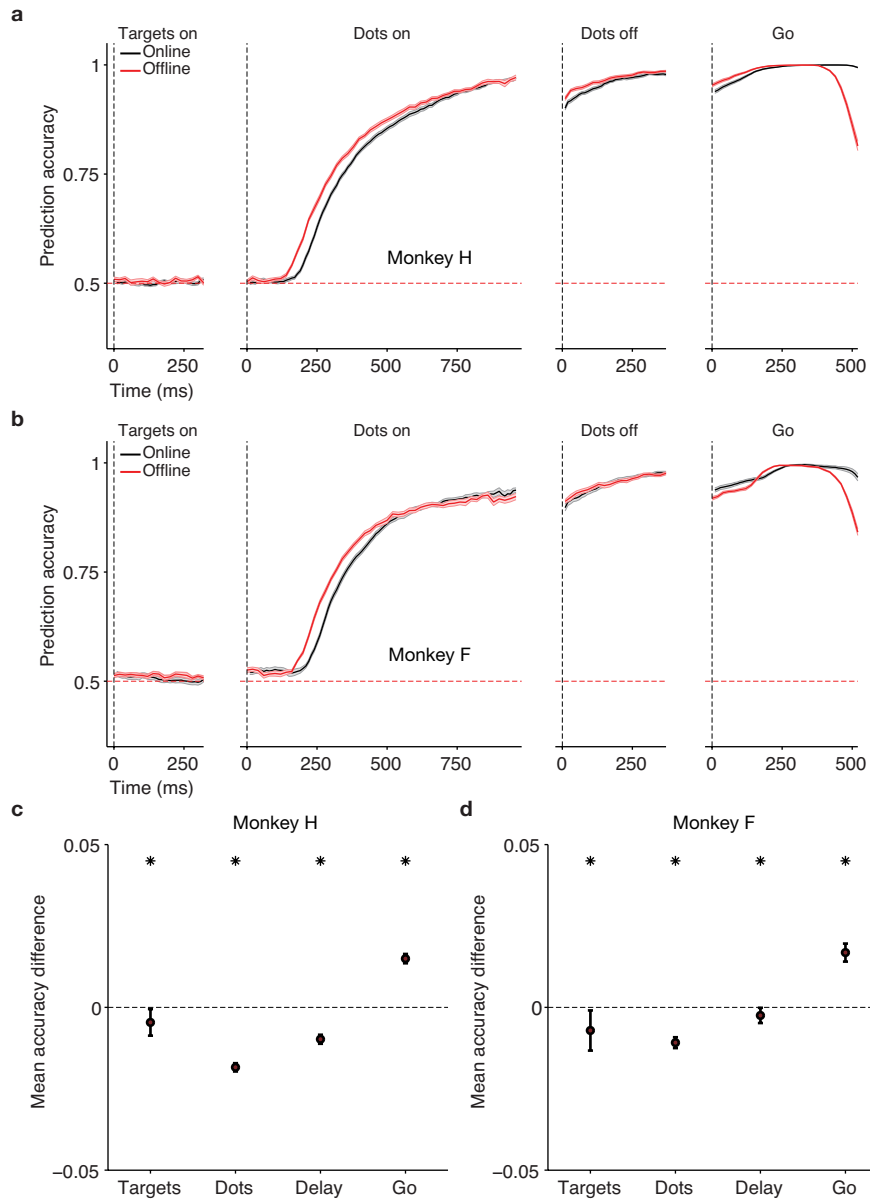 a
Targets on
Dots on
Dots off
Go
Online
Offline
1
0.75
0.5
Prediction accuracy
Monkey H
0 250
0 250 500 750
0 250
0 250 500
Time (ms)
b
Targets on
Dots on
Dots off
Go
Online
Offline
1
0.75
0.5
Prediction accuracy
Monkey F
0 250
0 250 500 750
0 250
0 250 500
Time (ms)
c
Monkey H
0.05
*
*
*
*
0
−0.05
Mean accuracy difference
Targets Dots Delay Go
d
Monkey F
0.05
*
*
*
*
0
−0.05
Mean accuracy difference
Targets Dots Delay Go